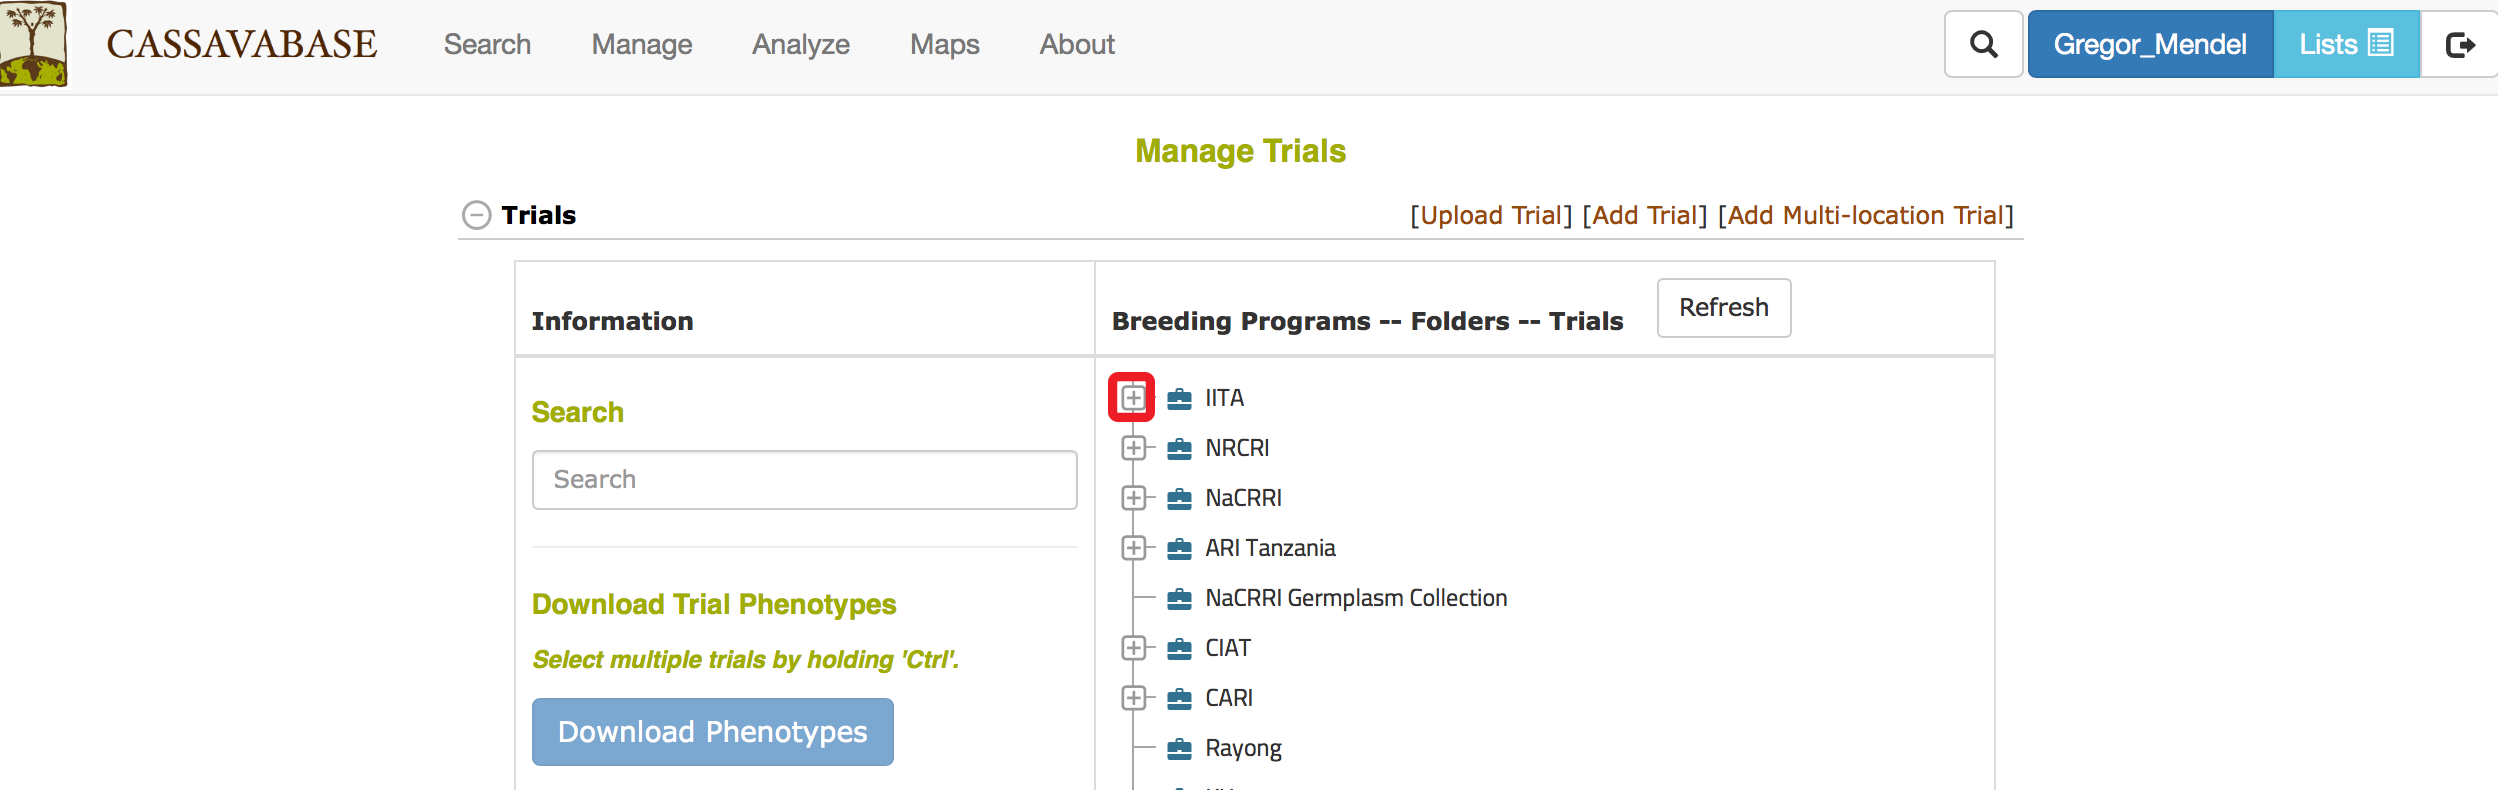 CASSAVABASE Search Manage Analyze Maps About Gregor_Mendel Lists
Manage Trials
Trials [Upload Trial] [Add Trial] [Add Multi-location Trial]
Information
Breeding Programs -- Folders -- Trials Refresh
Search
Search
Download Trial Phenotypes
Select multiple trials by holding 'Ctrl'.
Download Phenotypes
IITA
NRCRI
NaCRRI
ARI Tanzania
NaCRRI Germplasm Collection
CIAT
CARI
Rayong